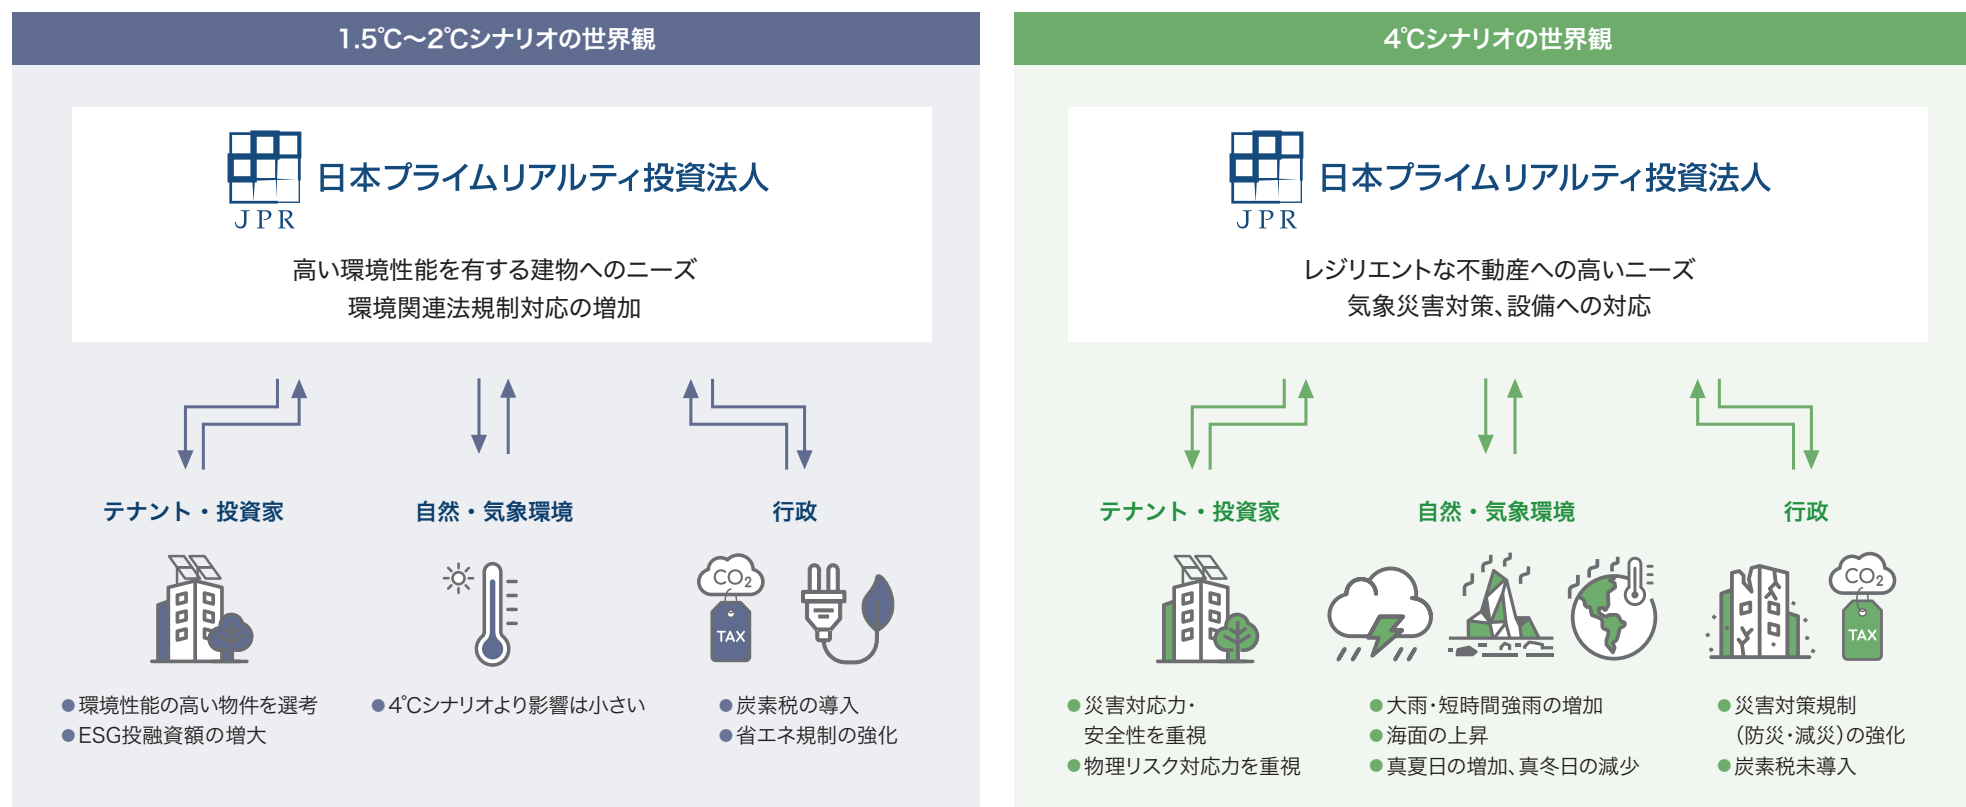 1.5℃～2℃シナリオの世界観
日本プライムリアルティ投資法人
JPR
高い環境性能を有する建物へのニーズ
環境関連法規制対応の増加
テナント・投資家
自然・気象環境
行政
CO2
TAX
●環境性能の高い物件を選考
●ESG投融資額の増大
●4℃シナリオより影響は小さい
●炭素税の導入
●省エネ規制の強化
4℃シナリオの世界観
日本プライムリアルティ投資法人
JPR
レジリエントな不動産への高いニーズ
気象災害対策、設備への対応
テナント・投資家
自然・気象環境
行政
CO2
TAX
●災害対応力・
安全性を重視
●物理リスク対応力を重視
●大雨・短時間強雨の増加
●海面の上昇
●真夏日の増加、真冬日の減少
●災害対策規制
（防災・減災）の強化
●炭素税未導入